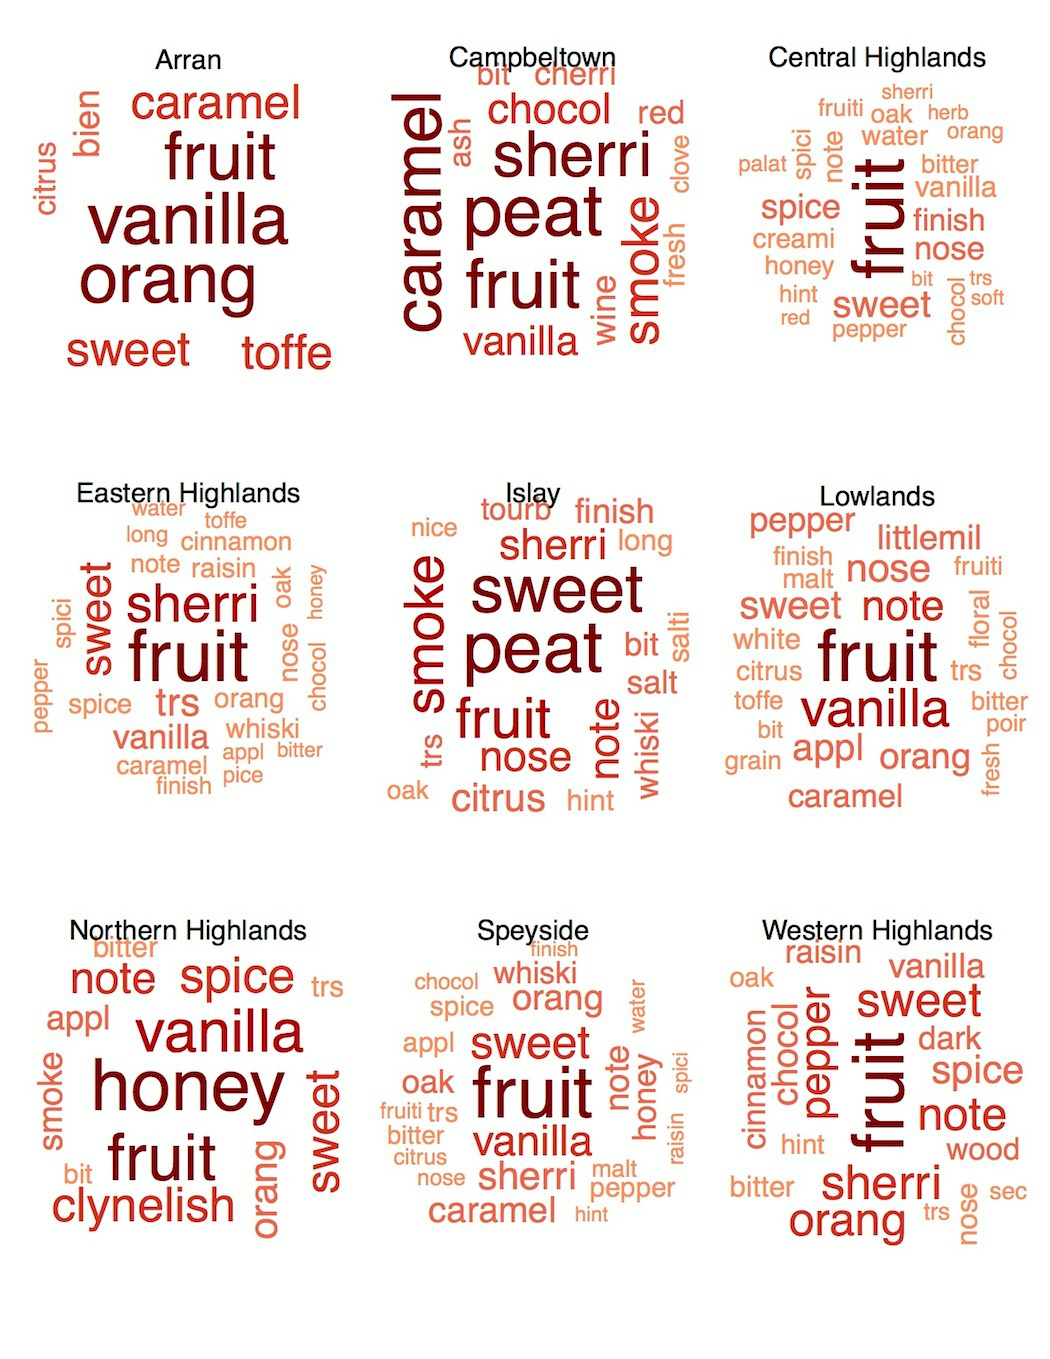 Arran
caramel
bien
citrus
fruit
vanilla
orang
sweet toffe
Campbeltown
bit cherri
chocol red
caramel
ash
sherri
clove
peat
smoke
fresh
fruit
wine
vanilla
Central Highlands
sherri
fruiti oak herb
water orang
spici
note
palat
fruit
bitter
vanilla
spice
finish
creami
nose
honey
bit trs
hint
sweet
chocol
soft
red
pepper
Eastern Highlands
water
toffe
long
cinnamon
note raisin
sweet
oak
honey
sherri
spici
fruit
nose
chocol
pepper
spice trs orang
vanilla whiski
appl bitter
caramel
pice
finish
Islay
tourb finish
nice
sherri long
smoke
sweet
peat
bit
salti
salt
fruit
note
whiski
trs
nose
oak
citrus hint
Lowlands
pepper
littlemil
finish
nose fruiti
malt
sweet note
floral
chocol
white
fruit
citrus
trs
toffe
vanilla
bitter
poir
bit
appl orang
fresh
grain
caramel
Northern Highlands
bitter
note spice trs
appl
vanilla
smoke
honey
sweet
fruit
orang
bit
clynelish
Speyside
finish
whiski
chocol
orang
spice
water
appl
sweet
note
honey
spici
oak
fruit
fruiti trs
bitter
vanilla
raisin
citrus
nose
sherri malt
pepper
caramel hint
Western Highlands
raisin
vanilla
oak
sweet
pepper
chocol
cinnamon
fruit
dark
spice
note
hint
wood
bitter
sherri
sec
nose
orang trs